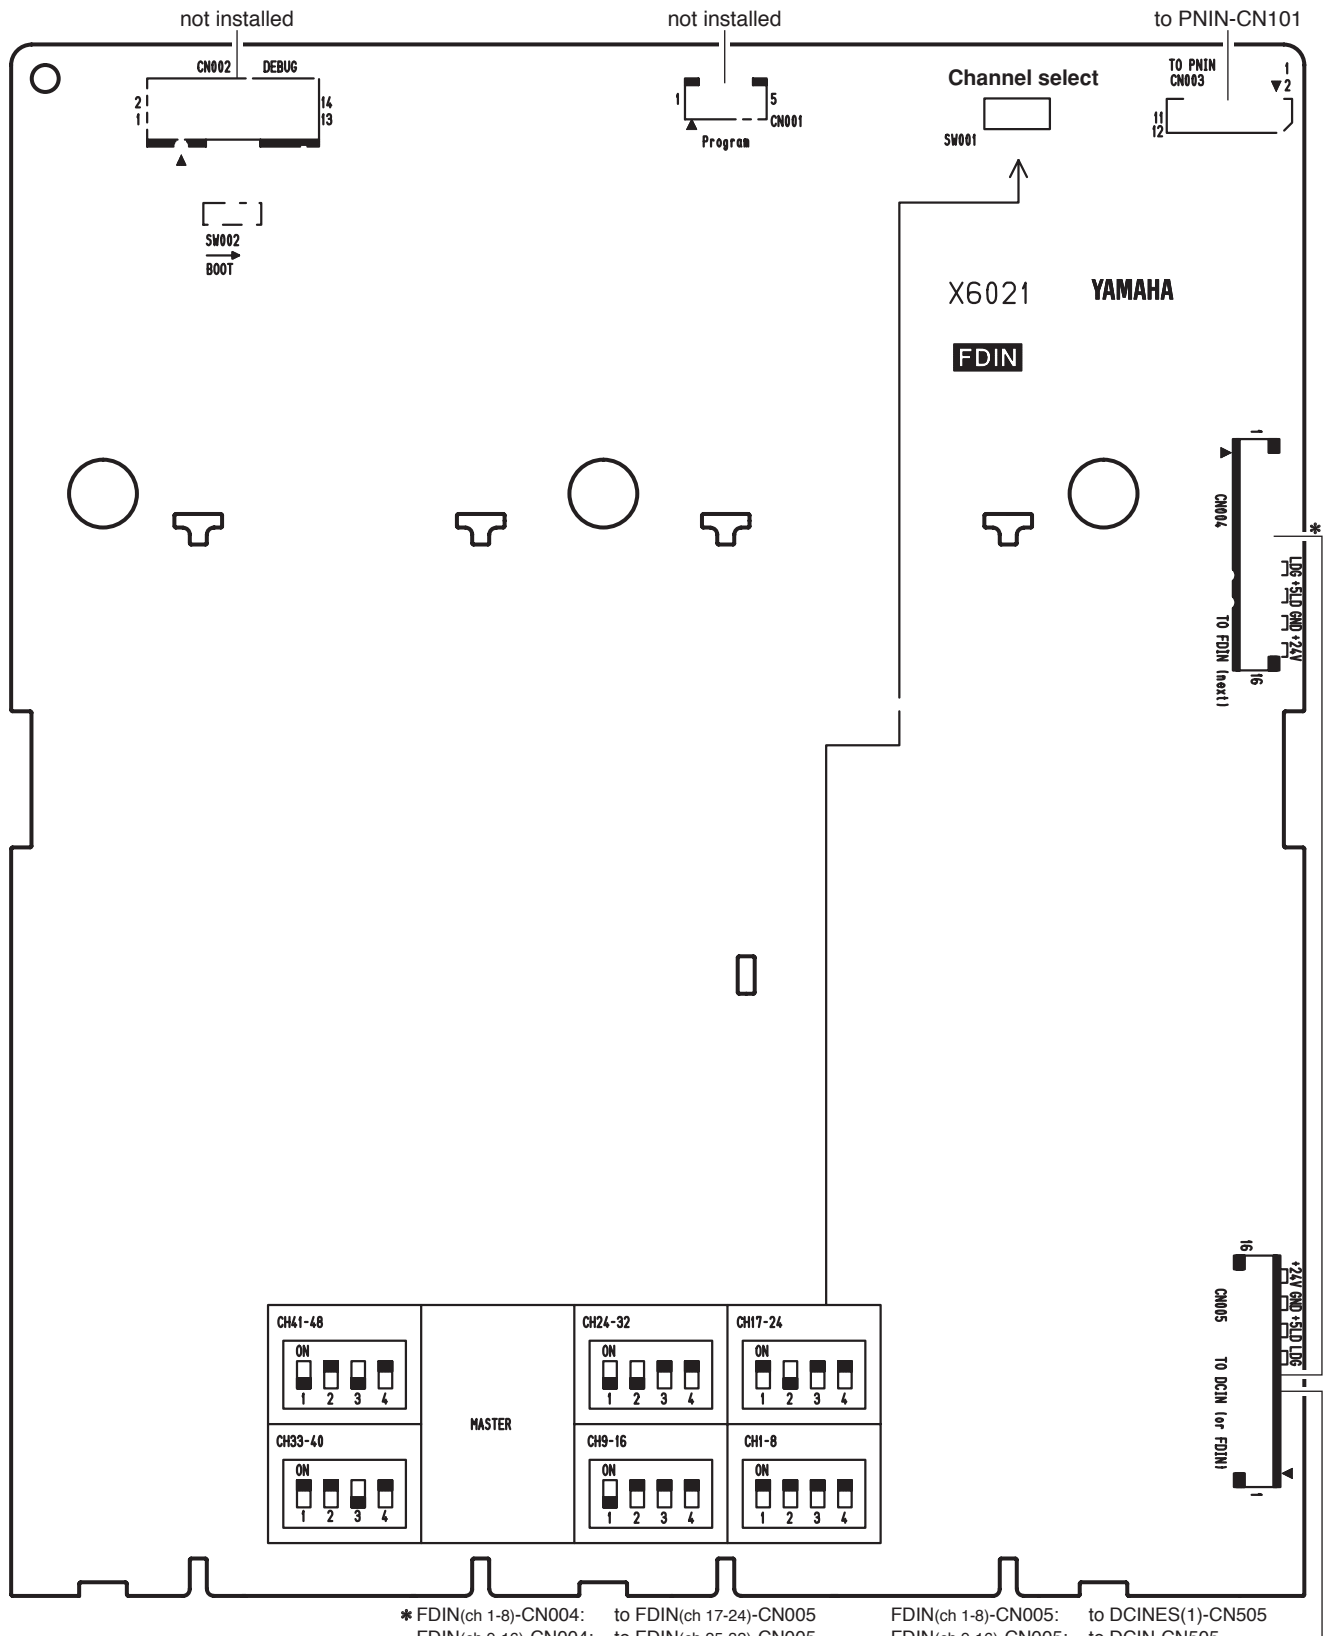 not installed
not installed
to PNIN-CN101
CN002 DEBUG
2
1
14
13
1
5
CN001
Program
Channel select
SW001
TO PNIN
CN003
1
2
11
12
SW002
BOOT
X6021
YAMAHA
FDIN
1
CN004
*
LDG +5LD GND +24V
TO FDIN (next)
16
16
+24V GND +5LD LDG
CN005
TO DCIN (or FDIN)
1
CH41-48
ON
1 2 3 4
CH24-32
ON
1 2 3 4
CH17-24
ON
1 2 3 4
MASTER
CH33-40
ON
1 2 3 4
CH9-16
ON
1 2 3 4
CH1-8
ON
1 2 3 4
* FDIN(ch 1-8)-CN004: to FDIN(ch 17-24)-CN005 FDIN(ch 1-8)-CN005: to DCINES(1)-CN505